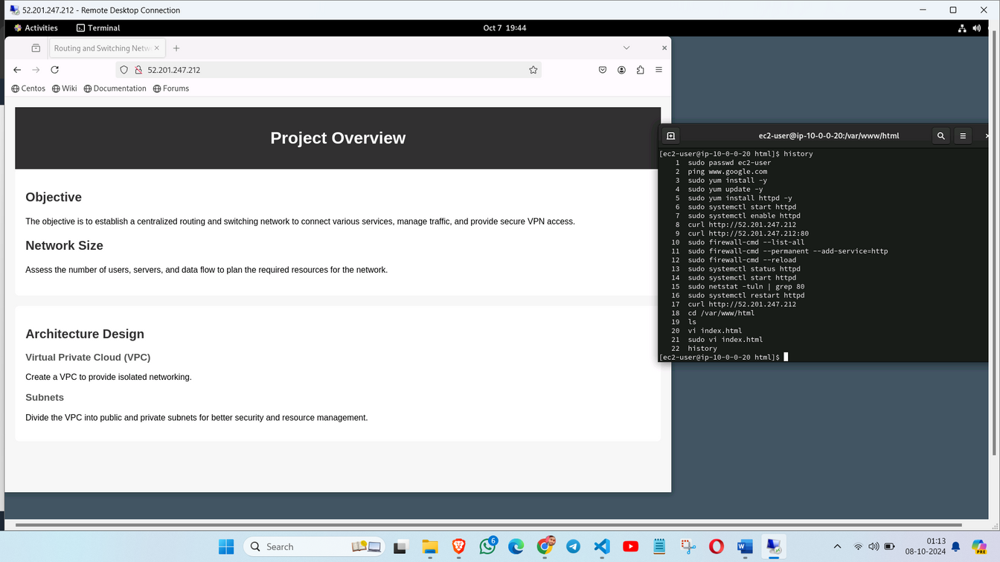 52.201.247.212 - Remote Desktop Connection
Activities
Terminal
Oct 7 19:44
Routing and Switching Netw
52.201.247.212
Centos
Wiki
Documentation
Forums
Project Overview
Objective
The objective is to establish a centralized routing and switching network to connect various services, manage traffic, and provide secure VPN access.
Network Size
Assess the number of users, servers, and data flow to plan the required resources for the network.
Architecture Design
Virtual Private Cloud (VPC)
Create a VPC to provide isolated networking.
Subnets
Divide the VPC into public and private subnets for better security and resource management.
ec2-user@ip-10-0-0-20:/var/www/html
[ec2-user@ip-10-0-0-20 html]$ history
1 sudo passwd ec2-user
2 ping www.google.com
3 sudo yum install -y
4 sudo yum update -y
5 sudo yum install httpd -y
6 sudo systemctl start httpd
7 sudo systemctl enable httpd
8 curl http://52.201.247.212
9 curl http://52.201.247.212:80
10 sudo firewall-cmd --list-all
11 sudo firewall-cmd --permanent --add-service=http
12 sudo firewall-cmd --reload
13 sudo systemctl status httpd
14 sudo systemctl start httpd
15 sudo netstat -tuln | grep 80
16 sudo systemctl restart httpd
17 curl http://52.201.247.212
18 cd /var/www/html
19 ls
20 vi index.html
21 sudo vi index.html
22 history
[ec2-user@ip-10-0-0-20 html]$
Search
6
01:13
08-10-2024